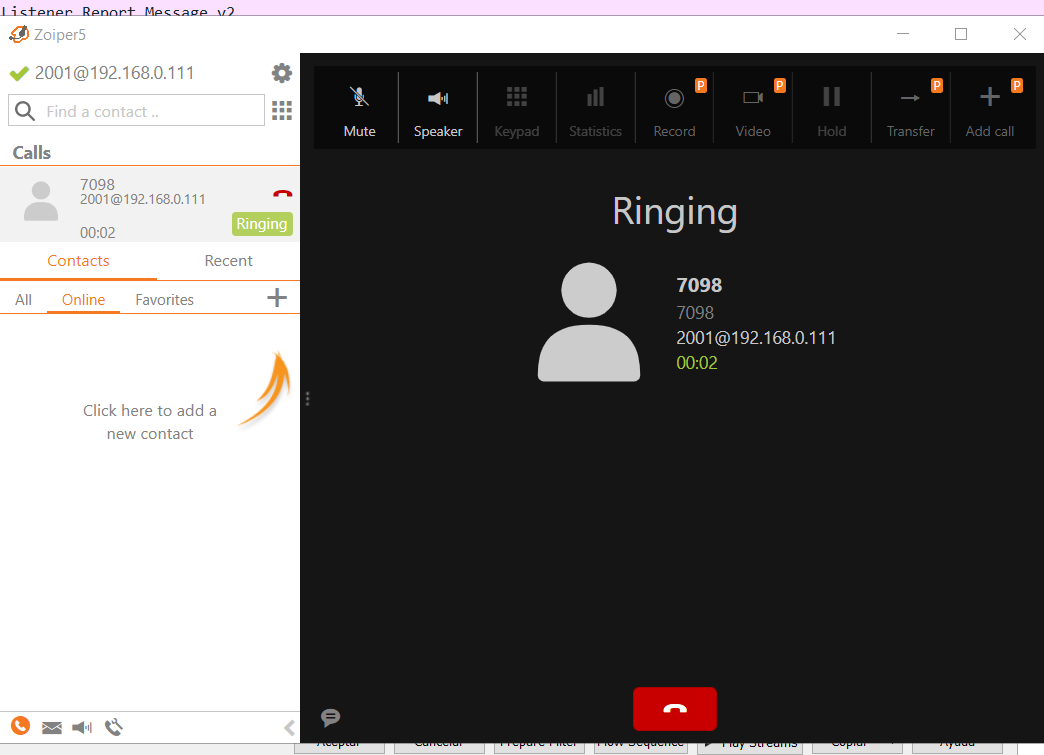 Listener Report Message v2
Zoiper5
2001@192.168.0.111
Find a contact ..
Calls
7098
2001@192.168.0.111
Ringing
00:02
Contacts Recent
All Online Favorites
Click here to add a
new contact
Mute Speaker Keypad Statistics Record Video Hold Transfer Add call
P P P P
Ringing
7098
7098
2001@192.168.0.111
00:02
Aceptar Cancelar Prepare Filter Flow Sequence Play Streams Copiar Ayuda